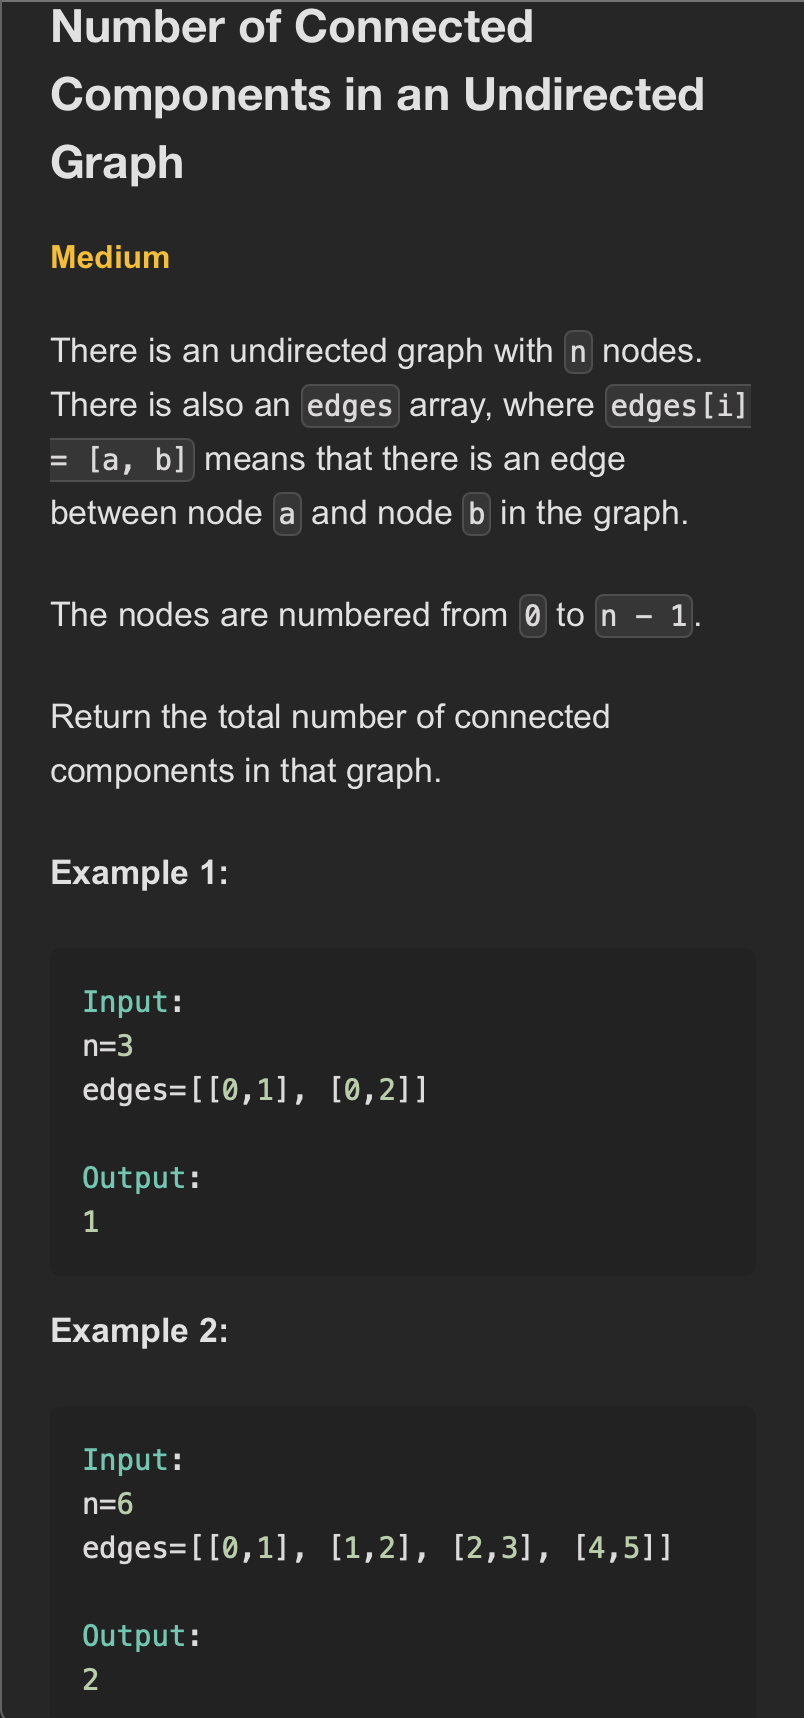 Number of Connected
Components in an Undirected
Graph
Medium
There is an undirected graph with n nodes.
There is also an edges array, where edges[i]
= [a, b] means that there is an edge
between node a and node b in the graph.
The nodes are numbered from 0 to n - 1.
Return the total number of connected
components in that graph.
Example 1:
Input:
n=3
edges=[[0,1], [0,2]]
Output:
1
Example 2:
Input:
n=6
edges=[[0,1], [1,2], [2,3], [4,5]]
Output:
2